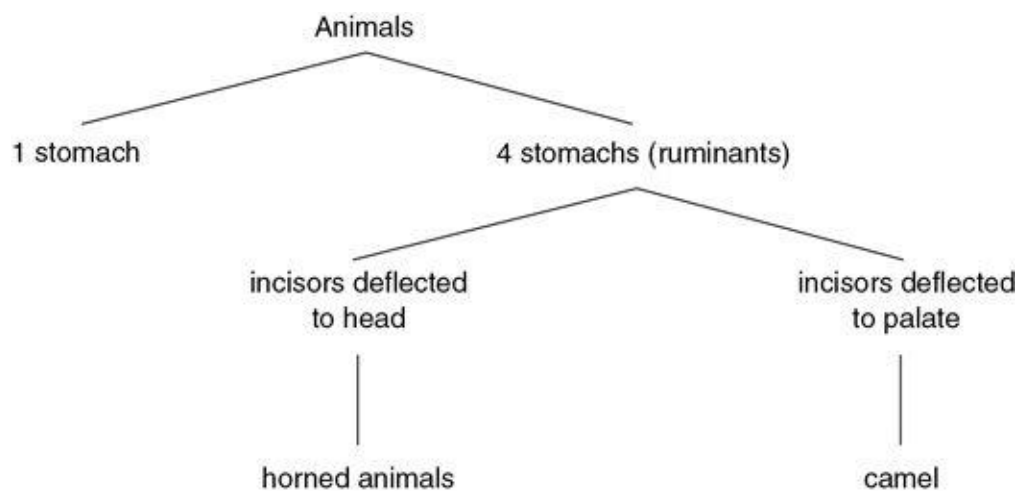 Animals
1 stomach
4 stomachs (ruminants)
incisors deflected
to head
incisors deflected
to palate
horned animals
camel